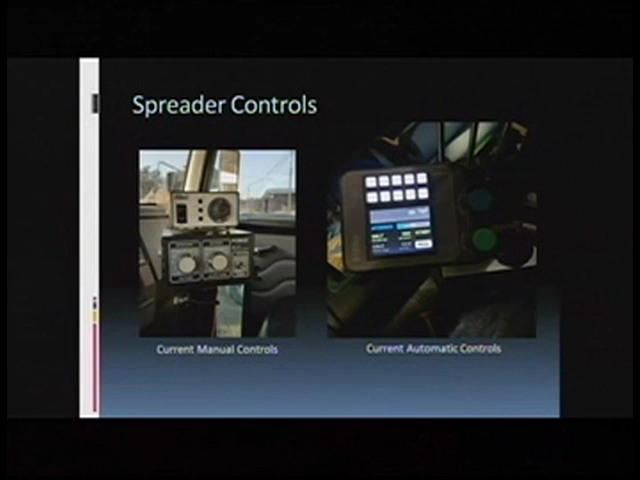 Spreader Controls
Current Manual Controls
Current Automatic Controls